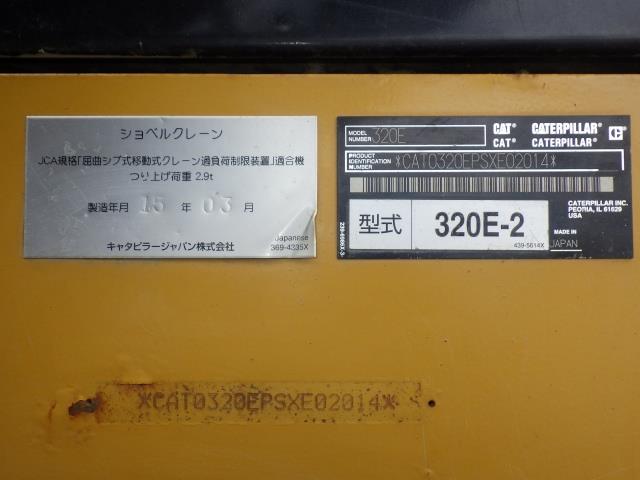 ショベルクレーン
JCA規格「屈曲ジブ式移動式クレーン過負荷制限装置」適合機
つり上げ荷重 2.9t
製造年月 15 年 03 月
キャタピラージャパン株式会社
Japanese
369-4335X
MODEL NUMBER 320E
CAT® CATERPILLAR®
CAT® CATERPILLAR®
PRODUCT IDENTIFICATION NUMBER *CAT0320EPSXE02014*
型式 320E-2
CATERPILLAR INC.
PEORIA, IL 61629
USA
MADE IN
JAPAN
439-5614X
*CAT0320EPSXE02014*